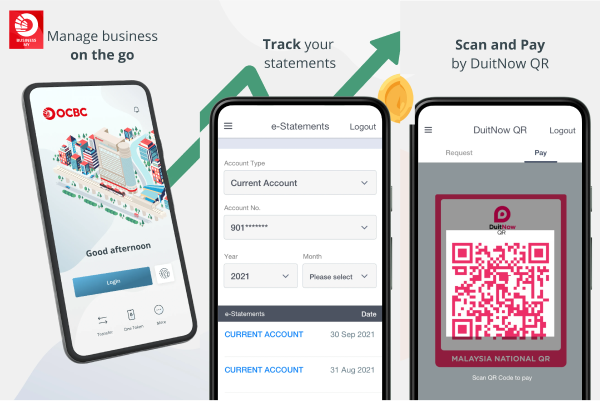 BUSINESS
MY
Manage business
on the go
OCBC
Good afternoon
Login
Transfer
One Token
More
Track your
statements
e-Statements
Logout
Account Type
Current Account
Account No.
901*******
Year
Month
2021
Please select
e-Statements
Date
CURRENT ACCOUNT
30 Sep 2021
CURRENT ACCOUNT
31 Aug 2021
Scan and Pay
by DuitNow QR
DuitNow QR
Logout
Request
Pay
DuitNow
QR
MALAYSIA NATIONAL QR
Scan QR Code to pay